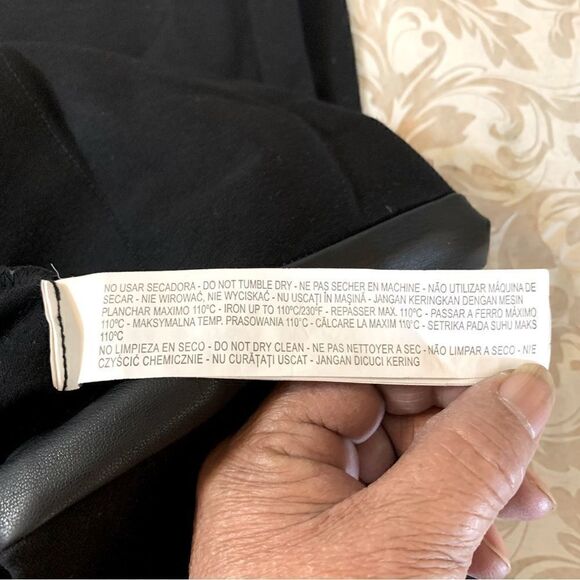 NO USAR SECADORA - DO NOT TUMBLE DRY - NE PAS SECHER EN MACHINE - NÃO UTILIZAR MÁQUINA DE
SECAR - NIE WIROWAĆ, NIE WYCISKAĆ - NU USCAȚI ÎN MAȘINĂ - JANGAN KERINGKAN DENGAN MESIN
PLANCHAR MAXIMO 110ºC - IRON UP TO 110ºC/230ºF - REPASSER MAX. 110ºC - PASSAR A FERRO MÁXIMO
110ºC - MAKSYMALNA TEMP. PRASOWANIA 110˚C - CĂLCARE LA MAXIM 110˚C - SETRIKA PADA SUHU MAKS
110ºC
NO LIMPIEZA EN SECO - DO NOT DRY CLEAN - NE PAS NETTOYER A SEC - NÃO LIMPAR A SECO - NIE
CZYŚCIĆ CHEMICZNIE - NU CURĂȚAȚI USCAT - JANGAN DICUCI KERING